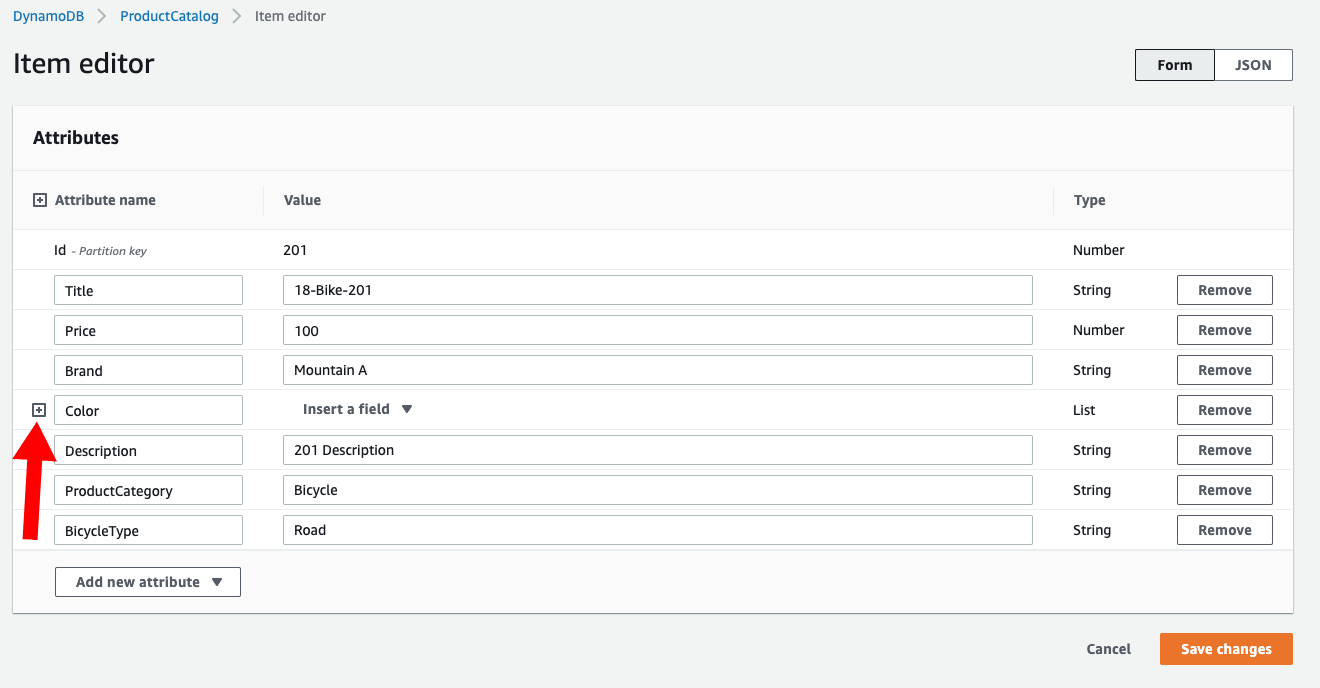 DynamoDB > ProductCatalog > Item editor
Item editor
Form JSON
Attributes
Attribute name Value Type
Id - Partition key 201 Number
Title 18-Bike-201 String Remove
Price 100 Number Remove
Brand Mountain A String Remove
Color Insert a field List Remove
Description 201 Description String Remove
ProductCategory Bicycle String Remove
BicycleType Road String Remove
Add new attribute
Cancel Save changes